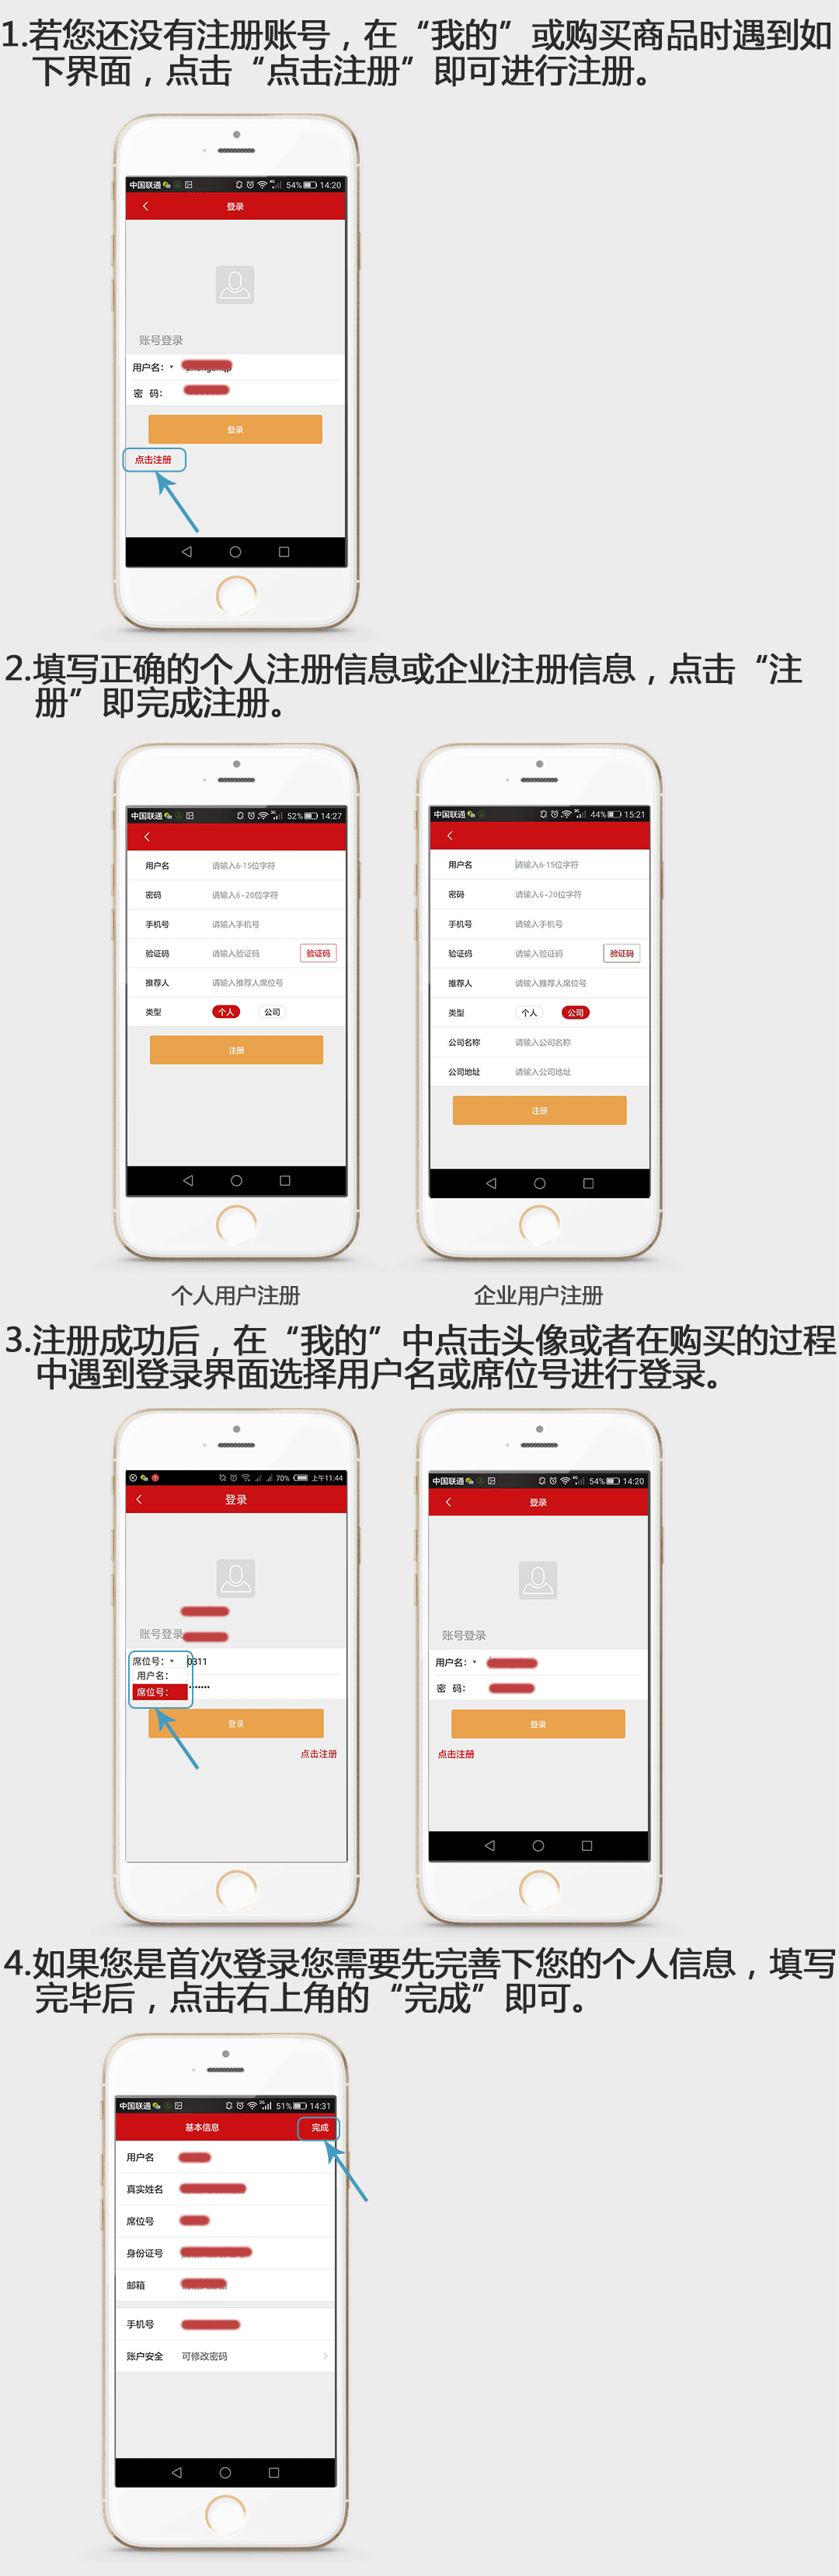 1.若您还没有注册账号，在“我的”或购买商品时遇到如
下界面，点击“点击注册”即可进行注册。
中国联通 54% 14:20
登录
账号登录
用户名：
密 码：
登录
点击注册
2.填写正确的个人注册信息或企业注册信息，点击“注
册”即完成注册。
中国联通 52% 14:27
用户名 请输入6-15位字符
密码 请输入6-20位字符
手机号 请输入手机号
验证码 请输入验证码 验证码
推荐人 请输入推荐人席位号
类型 个人 公司
注册
中国联通 44% 15:21
用户名 请输入6-15位字符
密码 请输入6-20位字符
手机号 请输入手机号
验证码 请输入验证码 验证码
推荐人 请输入推荐人席位号
类型 个人 公司
公司名称 请输入公司名称
公司地址 请输入公司地址
注册
个人用户注册
企业用户注册
3.注册成功后，在“我的”中点击头像或者在购买的过程
中遇到登录界面选择用户名或席位号进行登录。
70% 上午11:44
登录
账号登录
席位号： 0311
用户名：
席位号：
登录
点击注册
中国联通 54% 14:20
登录
账号登录
用户名：
密 码：
登录
点击注册
4.如果您是首次登录您需要先完善下您的个人信息，填写
完毕后，点击右上角的“完成”即可。
中国联通 51% 14:31
基本信息 完成
用户名
真实姓名
席位号
身份证号
邮箱
手机号
账户安全 可修改密码